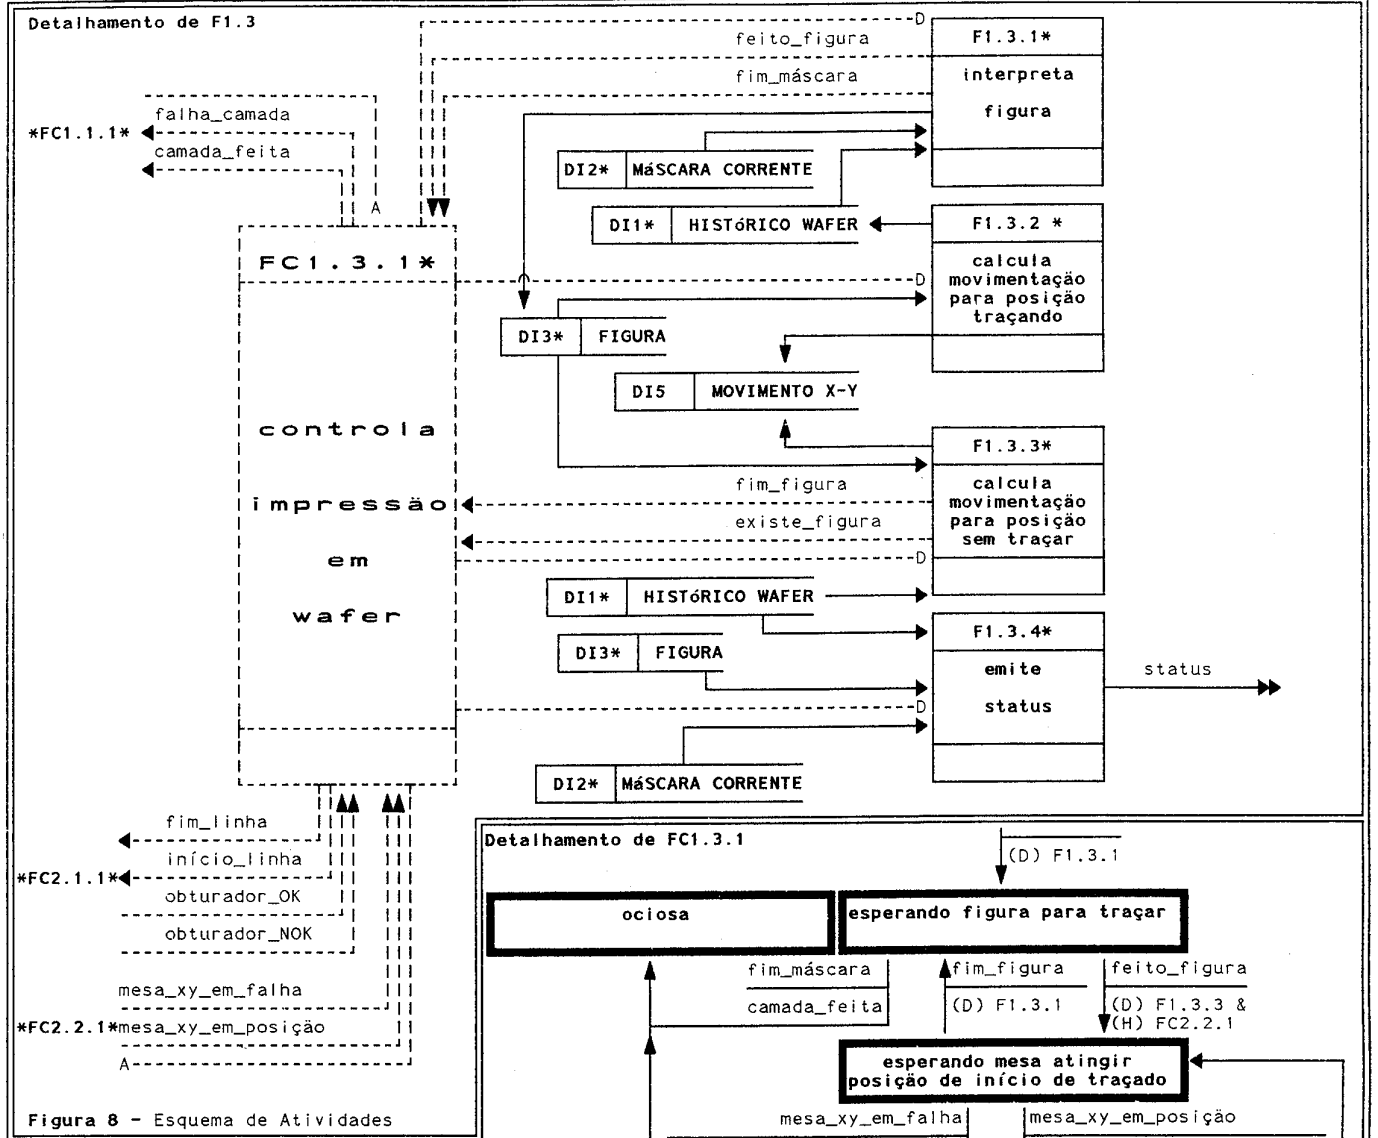 Detalhamento de F1.3
D
feito_figura
F1.3.1*
fim_máscara
interpreta
figura
falha_camada
*FC1.1.1*
camada_feita
DI2* MáSCARA CORRENTE
A
DI1* HISTóRICO WAFER
F1.3.2 *
FC1.3.1*
calcula
D
movimentação
para posição
traçando
DI3* FIGURA
DI5 MOVIMENTO X-Y
controla
F1.3.3*
fim_figura
calcula
impressão
movimentação
existe_figura
para posição
sem traçar
em
D
DI1* HISTóRICO WAFER
wafer
F1.3.4*
DI3* FIGURA
emite
status
status
D
DI2* MáSCARA CORRENTE
fim_linha
Detalhamento de FC1.3.1
início_linha
(D) F1.3.1
*FC2.1.1*
obturador_OK
ociosa
esperando figura para traçar
obturador_NOK
fim_máscara
fim_figura
feito_figura
mesa_xy_em_falha
camada_feita
(D) F1.3.1
(D) F1.3.3 &
(H) FC2.2.1
*FC2.2.1*mesa_xy_em_posição
A
esperando mesa atingir
posição de início de traçado
Figura 8 - Esquema de Atividades
mesa_xy_em_falha
mesa_xy_em_posição